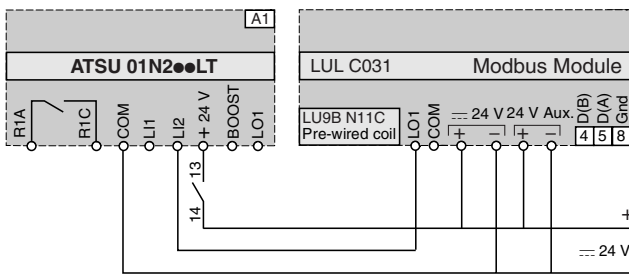 A1
ATSU 01N2●●LT
LUL C031 Modbus Module
LU9B N11C
Pre-wired coil
R1A
R1C
COM
LI1
LI2
+ 24 V
BOOST
LO1
LO1
COM
24 V
24 V Aux.
D(B)
D(A)
Gnd
+ − + −
4 5 8
13
14
+
24 V